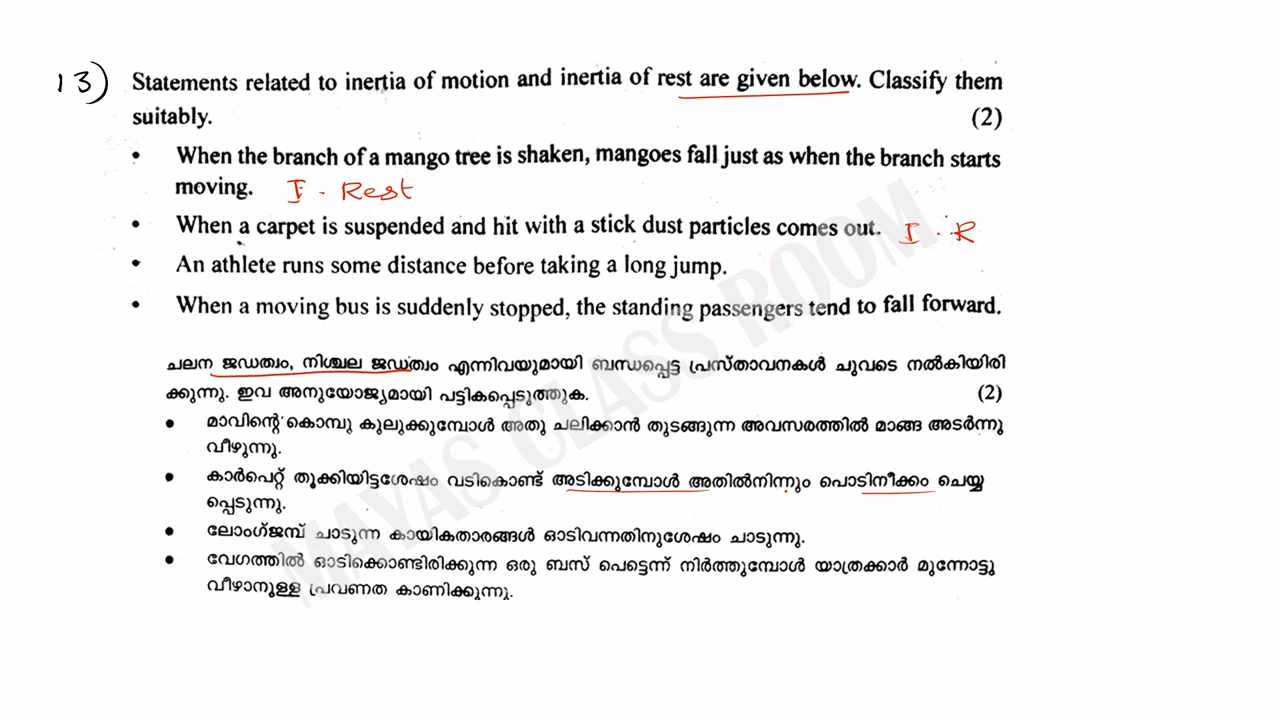 13)
Statements related to inertia of motion and inertia of rest are given below. Classify them
suitably. (2)
• When the branch of a mango tree is shaken, mangoes fall just as when the branch starts
moving. I - Rest
• When a carpet is suspended and hit with a stick dust particles comes out. I - R
• An athlete runs some distance before taking a long jump.
• When a moving bus is suddenly stopped, the standing passengers tend to fall forward.
ചലന ജഡത്വം, നിശ്ചല ജഡത്വം എന്നിവയുമായി ബന്ധപ്പെട്ട പ്രസ്താവനകൾ ചുവടെ നൽകിയിരി
ക്കുന്നു. ഇവ അനുയോജ്യമായി പട്ടികപ്പെടുത്തുക. (2)
• മാവിന്റെ കൊമ്പു കുലുക്കുമ്പോൾ അതു ചലിക്കാൻ തുടങ്ങുന്ന അവസരത്തിൽ മാങ്ങ അടർന്നു
വീഴുന്നു.
• കാർപെറ്റ് തൂക്കിയിട്ടശേഷം വടികൊണ്ട് അടിക്കുമ്പോൾ അതിൽനിന്നും പൊടിനീക്കം ചെയ്യ
പ്പെടുന്നു.
• ലോംഗ്ജമ്പ് ചാടുന്ന കായികതാരങ്ങൾ ഓടിവന്നതിനുശേഷം ചാടുന്നു.
• വേഗത്തിൽ ഓടിക്കൊണ്ടിരിക്കുന്ന ഒരു ബസ് പെട്ടെന്ന് നിർത്തുമ്പോൾ യാത്രക്കാർ മുന്നോട്ടു
വീഴാനുള്ള പ്രവണത കാണിക്കുന്നു.
MAYAS CLASS ROOM